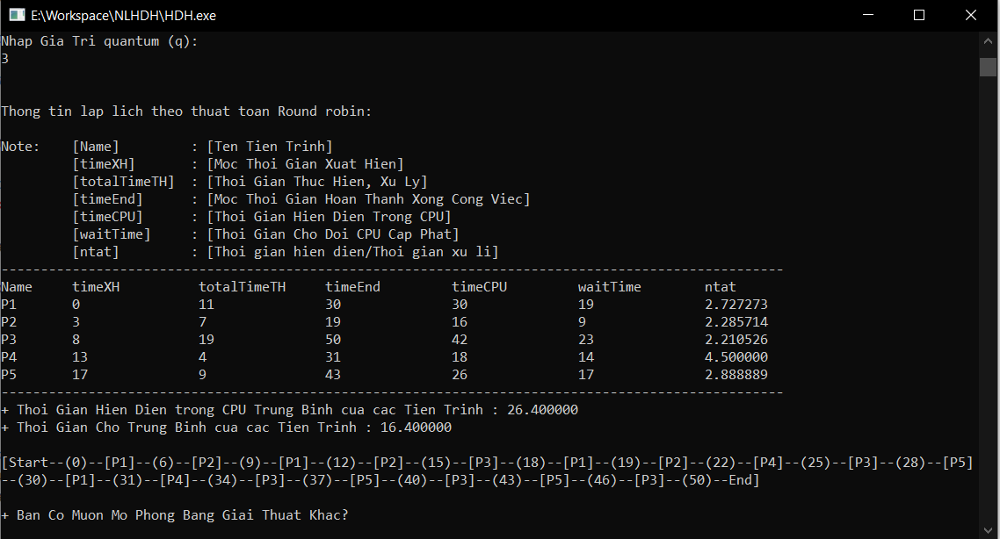 E:\Workspace\NLHDH\HDH.exe
Nhap Gia Tri quantum (q):
3
Thong tin lap lich theo thuat toan Round robin:
Note: [Name] : [Ten Tien Trinh]
[timeXH] : [Moc Thoi Gian Xuat Hien]
[totalTimeTH] : [Thoi Gian Thuc Hien, Xu Ly]
[timeEnd] : [Moc Thoi Gian Hoan Thanh Xong Cong Viec]
[timeCPU] : [Thoi Gian Hien Dien Trong CPU]
[waitTime] : [Thoi Gian Cho Doi CPU Cap Phat]
[ntat] : [Thoi gian hien dien/Thoi gian xu li]
---------------------------------------------------------------------------------------------------
Name timeXH totalTimeTH timeEnd timeCPU waitTime ntat
P1 0 11 30 30 19 2.727273
P2 3 7 19 16 9 2.285714
P3 8 19 50 42 23 2.210526
P4 13 4 31 18 14 4.500000
P5 17 9 43 26 17 2.888889
---------------------------------------------------------------------------------------------------
+ Thoi Gian Hien Dien trong CPU Trung Binh cua cac Tien Trinh : 26.400000
+ Thoi Gian Cho Trung Binh cua cac Tien Trinh : 16.400000
[Start--(0)--[P1]--(6)--[P2]--(9)--[P1]--(12)--[P2]--(15)--[P3]--(18)--[P1]--(19)--[P2]--(22)--[P4]--(25)--[P3]--(28)--[P5]
--(30)--[P1]--(31)--[P4]--(34)--[P3]--(37)--[P5]--(40)--[P3]--(43)--[P5]--(46)--[P3]--(50)--End]
+ Ban Co Muon Mo Phong Bang Giai Thuat Khac?